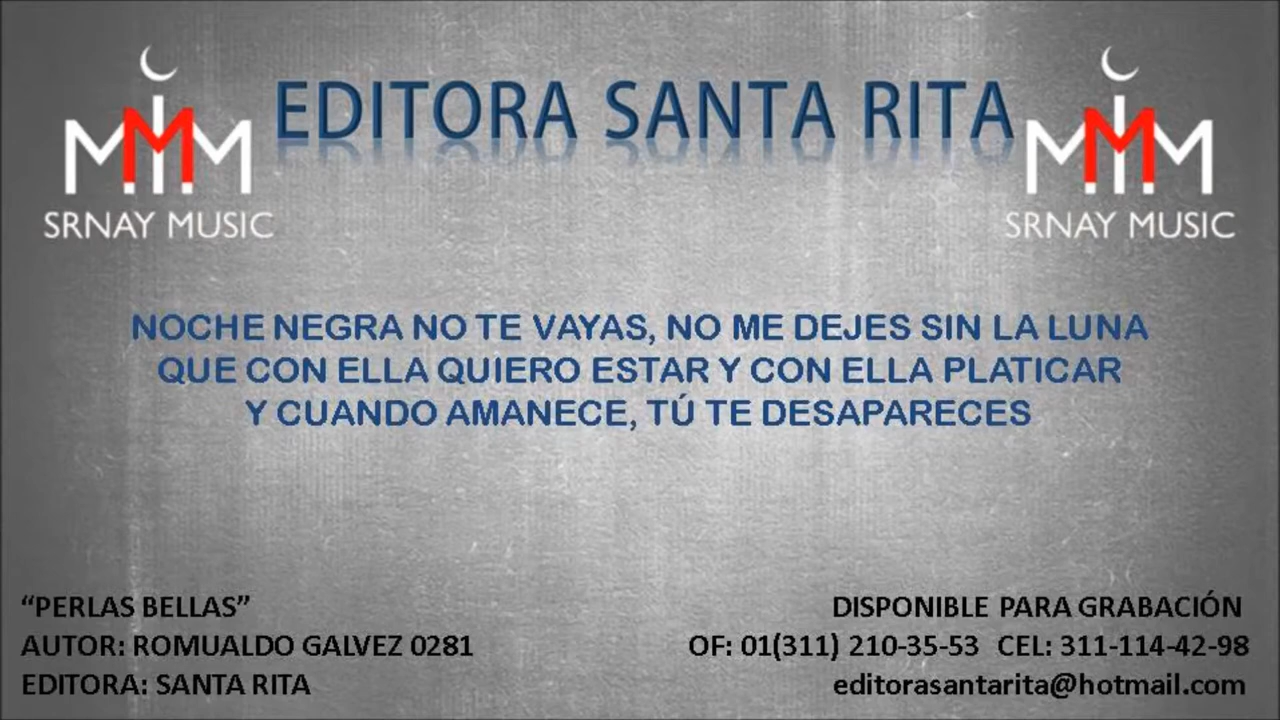 EDITORA SANTA RITA
SRNAY MUSIC
SRNAY MUSIC
NOCHE NEGRA NO TE VAYAS, NO ME DEJES SIN LA LUNA
QUE CON ELLA QUIERO ESTAR Y CON ELLA PLATICAR
Y CUANDO AMANECE, TÚ TE DESAPARECES
“PERLAS BELLAS”
AUTOR: ROMUALDO GALVEZ 0281
EDITORA: SANTA RITA
DISPONIBLE PARA GRABACIÓN
OF: 01(311) 210-35-53 CEL: 311-114-42-98
editorasantarita@hotmail.com